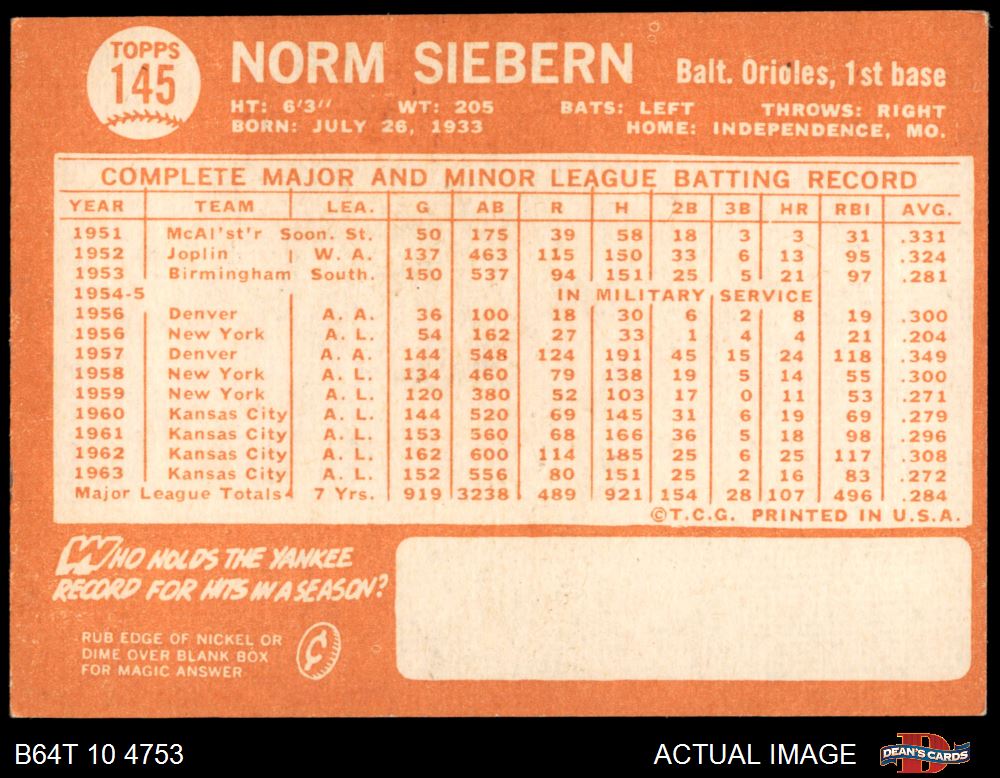 TOPPS
145
NORM SIEBERN Balt. Orioles, 1st base
HT: 6'3" WT: 205 BATS: LEFT THROWS: RIGHT
BORN: JULY 26, 1933 HOME: INDEPENDENCE, MO.
COMPLETE MAJOR AND MINOR LEAGUE BATTING RECORD
YEAR TEAM LEA. G AB R H 2B 3B HR RBI AVG.
1951 McAl'st'r Soon. St. 50 175 39 58 18 3 3 31 .331
1952 Joplin W. A. 137 463 115 150 33 6 13 95 .324
1953 Birmingham South. 150 537 94 151 25 5 21 97 .281
1954-5 IN MILITARY SERVICE
1956 Denver A. A. 36 100 18 30 6 2 8 19 .300
1956 New York A. L. 54 162 27 33 1 4 4 21 .204
1957 Denver A. A. 144 548 124 191 45 15 24 118 .349
1958 New York A. L. 134 460 79 138 19 5 14 55 .300
1959 New York A. L. 120 380 52 103 17 0 11 53 .271
1960 Kansas City A. L. 144 520 69 145 31 6 19 69 .279
1961 Kansas City A. L. 153 560 68 166 36 5 18 98 .296
1962 Kansas City A. L. 162 600 114 185 25 6 25 117 .308
1963 Kansas City A. L. 152 556 80 151 25 2 16 83 .272
Major League Totals 7 Yrs. 919 3238 489 921 154 28 107 496 .284
©T.C.G. PRINTED IN U.S.A.
WHO HOLDS THE YANKEE
RECORD FOR HITS IN A SEASON?
RUB EDGE OF NICKEL OR
DIME OVER BLANK BOX
FOR MAGIC ANSWER
¢
B64T 10 4753 ACTUAL IMAGE DEAN'S CARDS